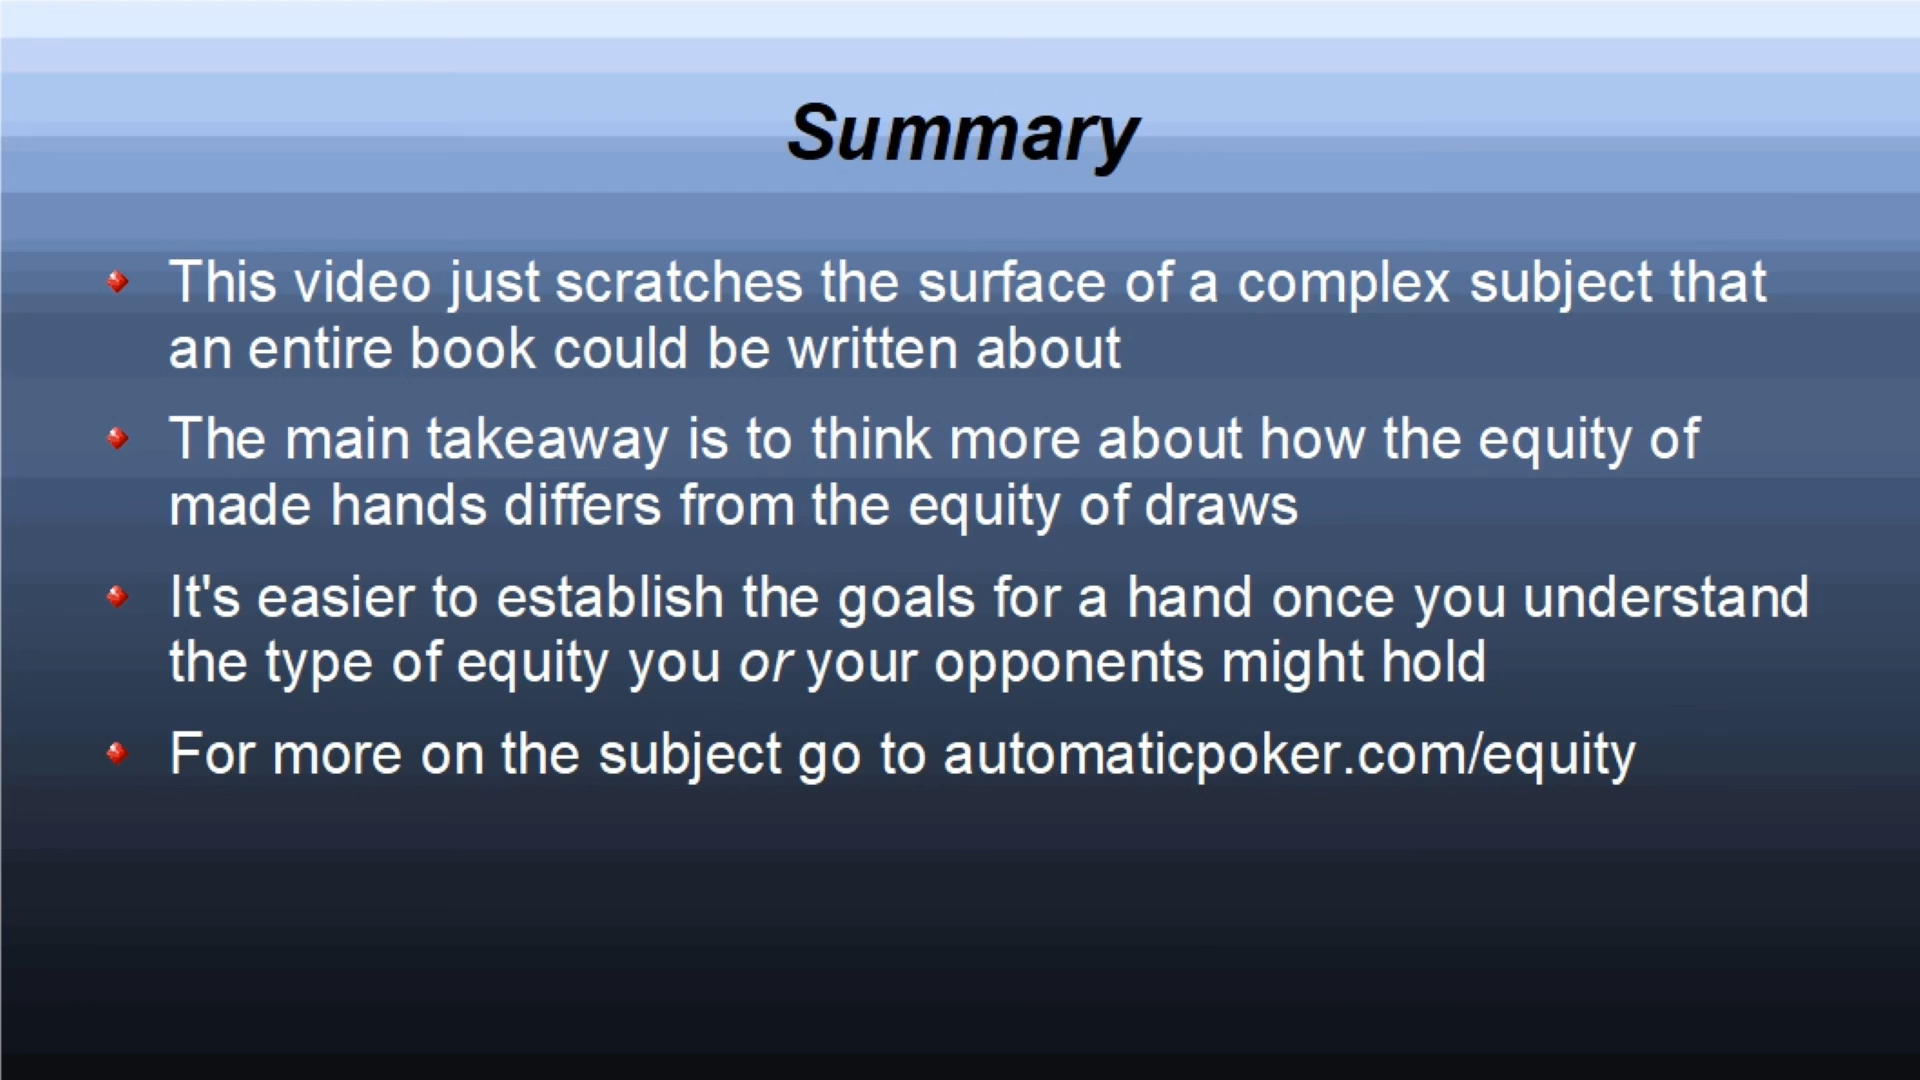 Summary
This video just scratches the surface of a complex subject that
an entire book could be written about
The main takeaway is to think more about how the equity of
made hands differs from the equity of draws
It's easier to establish the goals for a hand once you understand
the type of equity you or your opponents might hold
For more on the subject go to automaticpoker.com/equity